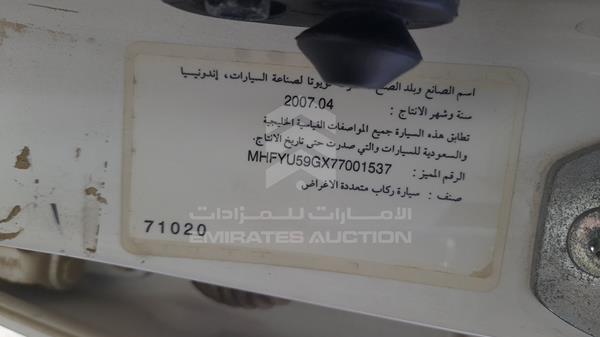 اسم الصانع وبلد الصنع تويوتا لصناعة السيارات، إندونيسيا
سنة وشهر الانتاج : 2007.04
تطابق هذه السيارة جميع المواصفات القياسية الخليجية
والسعودية للسيارات والتي صدرت حتى تاريخ الانتاج.
الرقم المميز : MHFYU59GX77001537
صنف : سيارة ركاب متعددة الاغراض
71020
الامارات للمزادات
EMIRATES AUCTION